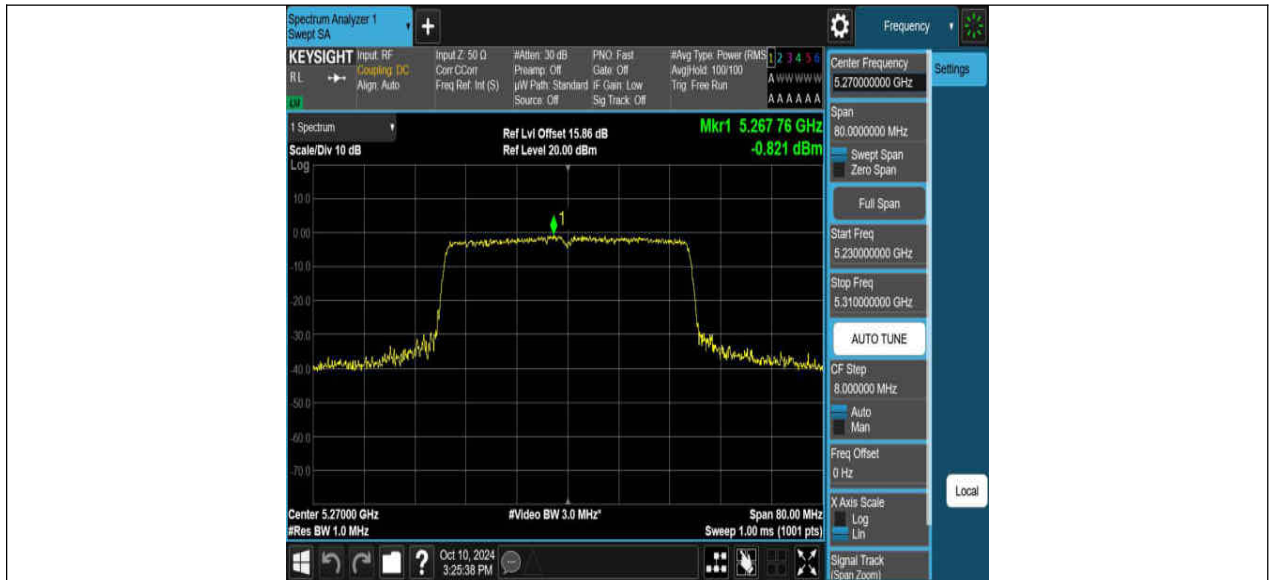 Spectrum Analyzer 1
Swept SA
+
Frequency
KEYSIGHT
RL
Input: RF
Coupling: DC
Align: Auto
Input Z: 50 Ω
Corr CCorr
Freq Ref: Int (S)
#Atten: 30 dB
Preamp: Off
µW Path: Standard
Source: Off
PNO: Fast
Gate: Off
IF Gain: Low
Sig Track: Off
#Avg Type: Power (RMS
Avg|Hold: 100/100
Trig: Free Run
1 2 3 4 5 6
A W W W W W
A A A A A A
1 Spectrum
Scale/Div 10 dB
Log
Ref Lvl Offset 15.86 dB
Ref Level 20.00 dBm
Mkr1 5.267 76 GHz
-0.821 dBm
1
10.0
0.00
-10.0
-20.0
-30.0
-40.0
-50.0
-60.0
-70.0
Center 5.27000 GHz
#Res BW 1.0 MHz
#Video BW 3.0 MHz*
Span 80.00 MHz
Sweep 1.00 ms (1001 pts)
?
Oct 10, 2024
3:25:38 PM
Center Frequency
5.270000000 GHz
Settings
Span
80.0000000 MHz
Swept Span
Zero Span
Full Span
Start Freq
5.230000000 GHz
Stop Freq
5.310000000 GHz
AUTO TUNE
CF Step
8.000000 MHz
Auto
Man
Freq Offset
0 Hz
X Axis Scale
Log
Lin
Local
Signal Track
(Span Zoom)